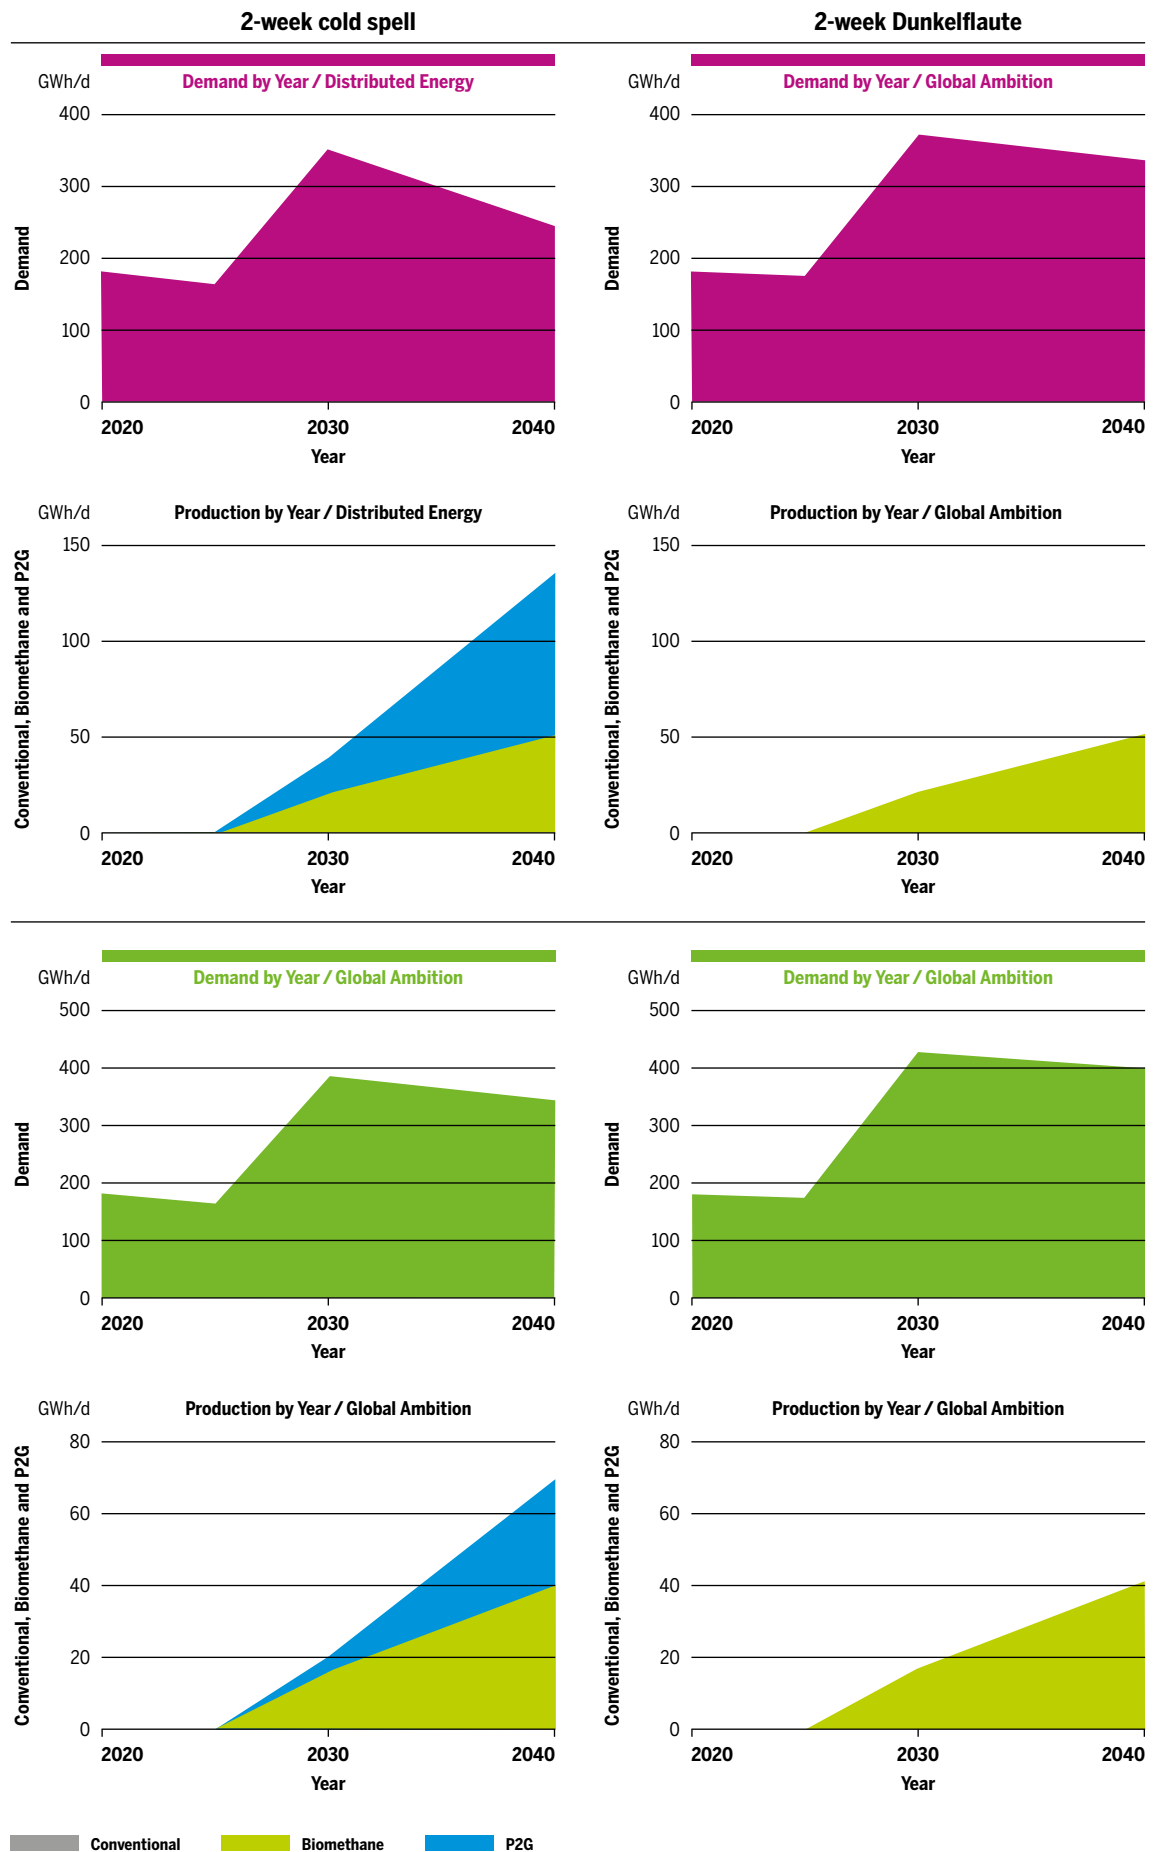 2-week cold spell
2-week Dunkelflaute
GWh/d
Demand by Year / Distributed Energy
400
300
200
100
0
Demand
2020
2030
2040
Year
GWh/d
Demand by Year / Global Ambition
400
300
200
100
0
Demand
2020
2030
2040
Year
GWh/d
Production by Year / Distributed Energy
150
100
50
0
Conventional, Biomethane and P2G
2020
2030
2040
Year
GWh/d
Production by Year / Global Ambition
150
100
50
0
Conventional, Biomethane and P2G
2020
2030
2040
Year
GWh/d
Demand by Year / Global Ambition
500
400
300
200
100
0
Demand
2020
2030
2040
Year
GWh/d
Demand by Year / Global Ambition
500
400
300
200
100
0
Demand
2020
2030
2040
Year
GWh/d
Production by Year / Global Ambition
80
60
40
20
0
Conventional, Biomethane and P2G
2020
2030
2040
Year
GWh/d
Production by Year / Global Ambition
80
60
40
20
0
Conventional, Biomethane and P2G
2020
2030
2040
Year
Conventional
Biomethane
P2G